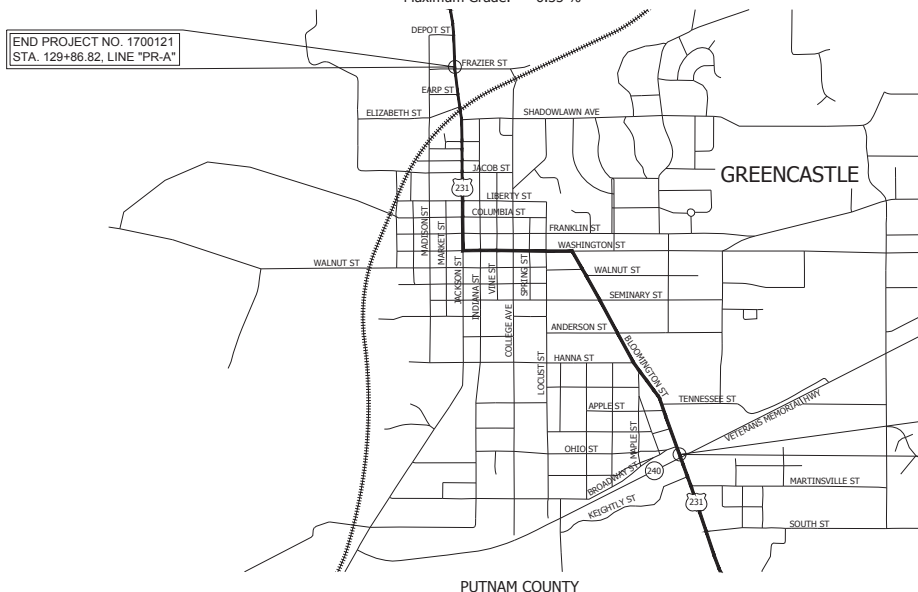 Maximum Grade: 6.55 %
DEPOT ST
END PROJECT NO. 1700121
STA. 129+86.82, LINE "PR-A"
FRAZIER ST
EARP ST
ELIZABETH ST
SHADOWLAWN AVE
JACOB ST
GREENCASTLE
231
LIBERTY ST
COLUMBIA ST
MADISON ST
MARKET ST
FRANKLIN ST
WASHINGTON ST
WALNUT ST
JACKSON ST
INDIANA ST
VINE ST
SPRING ST
WALNUT ST
SEMINARY ST
COLLEGE AVE
ANDERSON ST
BLOOMINGTON ST
LOCUST ST
HANNA ST
TENNESSEE ST
APPLE ST
VETERANS MEMORIAL HWY
MAPLE ST
OHIO ST
BROADWAY ST
240
MARTINSVILLE ST
KEIGHTLY ST
231
SOUTH ST
PUTNAM COUNTY